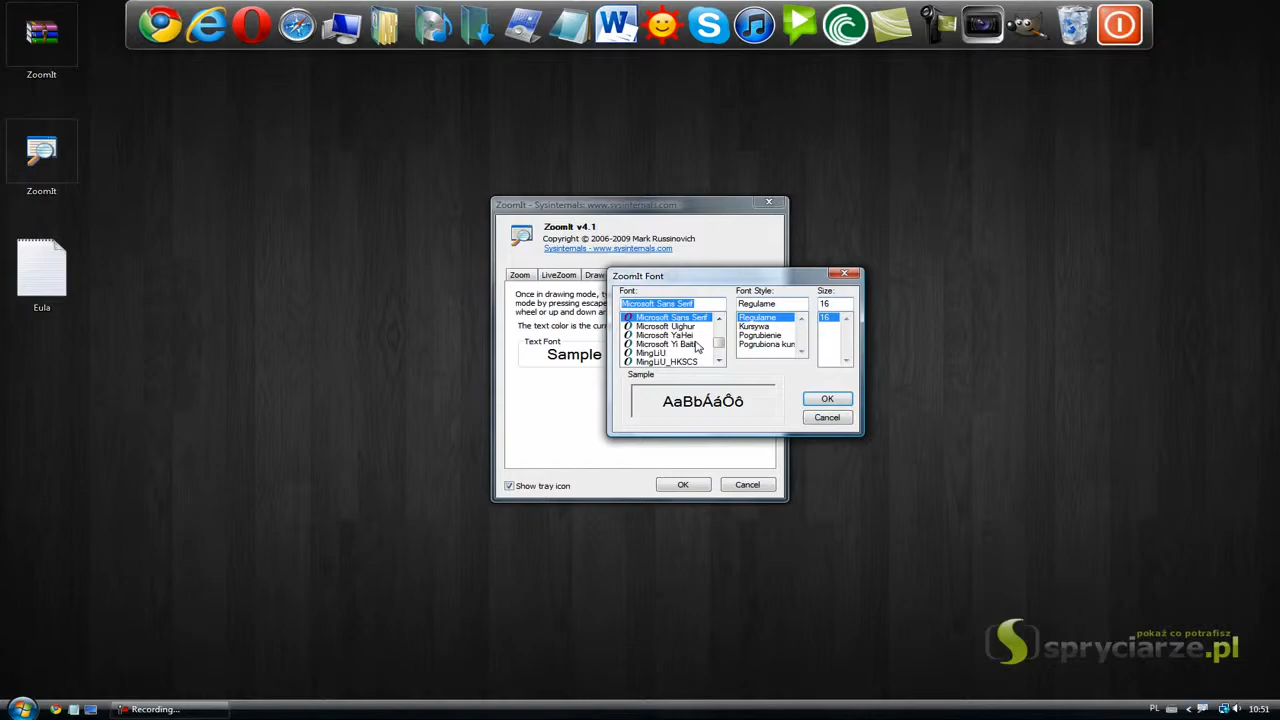 ZoomIt
ZoomIt
Eula
ZoomIt - Sysinternals: www.sysinternals.com
ZoomIt v4.1
Copyright © 2006-2009 Mark Russinovich
Sysinternals - www.sysinternals.com
Zoom
LiveZoom
Draw
Once in drawing mode, t
mode by pressing escape
wheel or up and down ar
The text color is the curr
Text Font
Sample
Show tray icon
OK
Cancel
ZoomIt Font
Font:
Font Style:
Size:
Microsoft Sans Serif
Regularne
16
Microsoft Sans Serif
Microsoft Uighur
Microsoft YaHei
Microsoft Yi Baiti
MingLiU
MingLiU_HKSCS
Regularne
Kursywa
Pogrubienie
Pogrubiona kur
16
Sample
AaBbÁáÔô
OK
Cancel
pokaż co potrafisz
spryciarze.pl
Recording...
PL
10:51